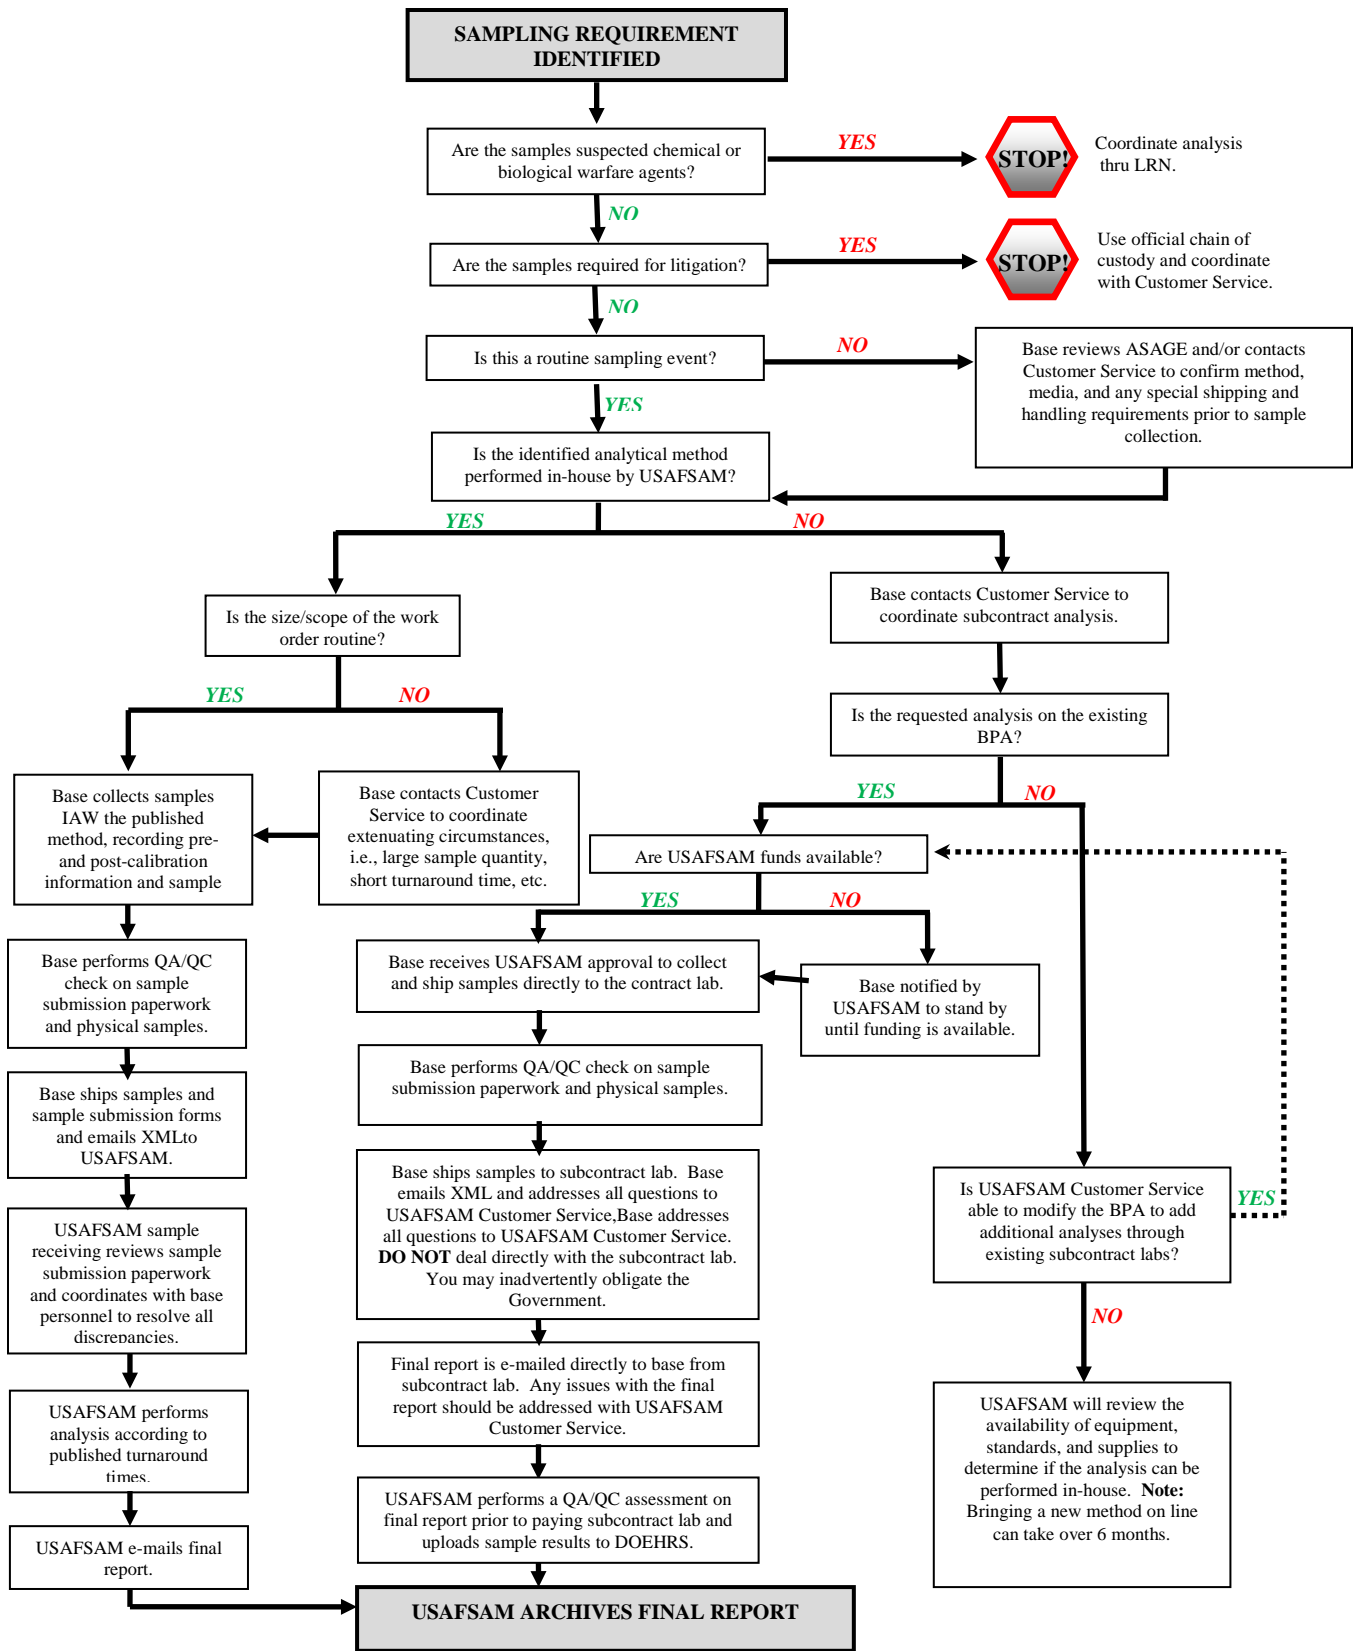 SAMPLING REQUIREMENT
IDENTIFIED
Are the samples suspected chemical or
biological warfare agents?
YES
STOP!
Coordinate analysis
thru LRN.
NO
Are the samples required for litigation?
YES
STOP!
Use official chain of
custody and coordinate
with Customer Service.
NO
Is this a routine sampling event?
NO
Base reviews ASAGE and/or contacts
Customer Service to confirm method,
media, and any special shipping and
handling requirements prior to sample
collection.
YES
Is the identified analytical method
performed in-house by USAFSAM?
YES
NO
Is the size/scope of the work
order routine?
Base contacts Customer Service to
coordinate subcontract analysis.
YES
NO
Is the requested analysis on the existing
BPA?
Base collects samples
IAW the published
method, recording pre-
and post-calibration
information and sample
Base contacts Customer
Service to coordinate
extenuating circumstances,
i.e., large sample quantity,
short turnaround time, etc.
YES
NO
Are USAFSAM funds available?
YES
NO
Base performs QA/QC
check on sample
submission paperwork
and physical samples.
Base receives USAFSAM approval to collect
and ship samples directly to the contract lab.
Base notified by
USAFSAM to stand by
until funding is available.
Base ships samples and
sample submission forms
and emails XMLto
USAFSAM.
Base performs QA/QC check on sample
submission paperwork and physical samples.
USAFSAM sample
receiving reviews sample
submission paperwork
and coordinates with base
personnel to resolve all
discrepancies.
Base ships samples to subcontract lab.  Base
emails XML and addresses all questions to
USAFSAM Customer Service,Base addresses
all questions to USAFSAM Customer Service.
DO NOT deal directly with the subcontract lab.
You may inadvertently obligate the
Government.
Is USAFSAM Customer Service
able to modify the BPA to add
additional analyses through
existing subcontract labs?
YES
NO
USAFSAM performs
analysis according to
published turnaround
times.
Final report is e-mailed directly to base from
subcontract lab.  Any issues with the final
report should be addressed with USAFSAM
Customer Service.
USAFSAM will review the
availability of equipment,
standards, and supplies to
determine if the analysis can be
performed in-house.  Note:
Bringing a new method on line
can take over 6 months.
USAFSAM e-mails final
report.
USAFSAM performs a QA/QC assessment on
final report prior to paying subcontract lab and
uploads sample results to DOEHRS.
USAFSAM ARCHIVES FINAL REPORT